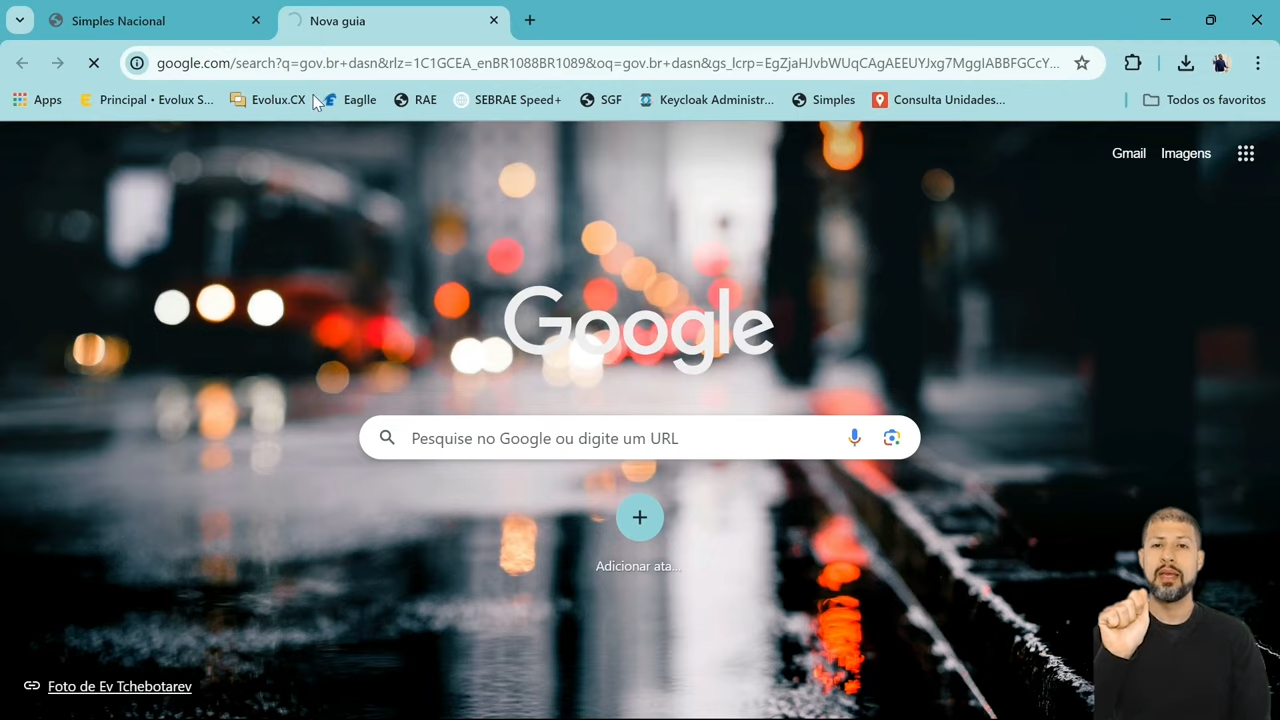 Simples Nacional
Nova guia
google.com/search?q=gov.br+dasn&rlz=1C1GCEA_enBR1088BR1089&oq=gov.br+dasn&gs_lcrp=EgZjaHJvbWUqCAgAEEUYJxg7MggIABBFGCcY...
Apps Principal • Evolux S... Evolux.CX Eaglle RAE SEBRAE Speed+ SGF Keycloak Administr... Simples Consulta Unidades... Todos os favoritos
Gmail Imagens
Google
Pesquise no Google ou digite um URL
Adicionar ata...
Foto de Ev Tchebotarev